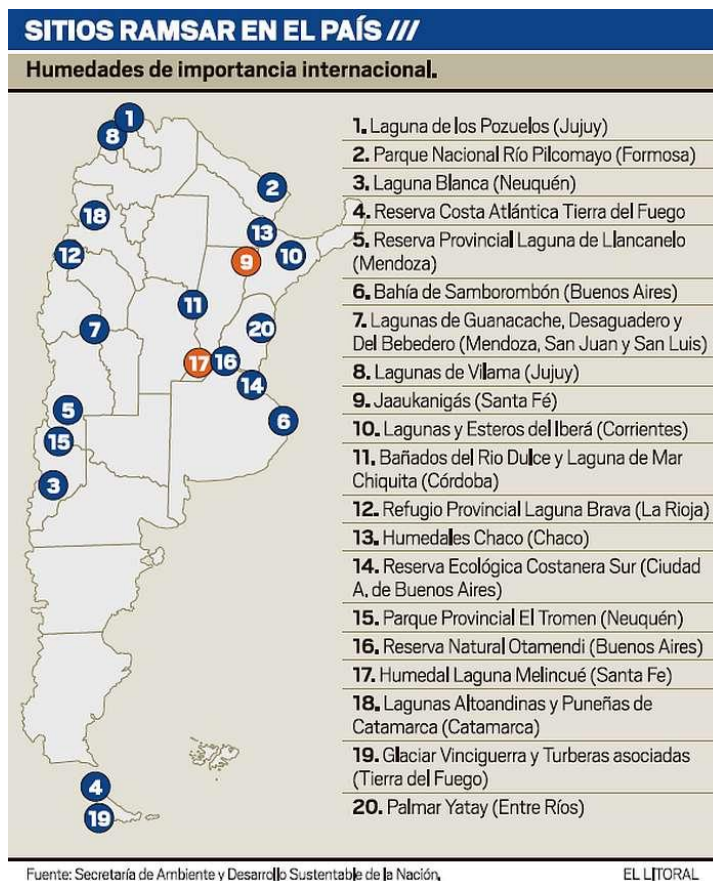 SITIOS RAMSAR EN EL PAÍS ///
Humedades de importancia internacional.
1
8
2
18
13
12
9
10
11
7
20
17
16
14
5
6
15
3
4
19
1. Laguna de los Pozuelos (Jujuy)
2. Parque Nacional Río Pilcomayo (Formosa)
3. Laguna Blanca (Neuquén)
4. Reserva Costa Atlántica Tierra del Fuego
5. Reserva Provincial Laguna de Llancanelo
(Mendoza)
6. Bahía de Samborombón (Buenos Aires)
7. Lagunas de Guanacache, Desaguadero y
Del Bebedero (Mendoza, San Juan y San Luis)
8. Lagunas de Vilama (Jujuy)
9. Jaaukanigás (Santa Fé)
10. Lagunas y Esteros del Iberá (Corrientes)
11. Bañados del Rio Dulce y Laguna de Mar
Chiquita (Córdoba)
12. Refugio Provincial Laguna Brava (La Rioja)
13. Humedales Chaco (Chaco)
14. Reserva Ecológica Costanera Sur (Ciudad
A. de Buenos Aires)
15. Parque Provincial El Tromen (Neuquén)
16. Reserva Natural Otamendi (Buenos Aires)
17. Humedal Laguna Melincué (Santa Fe)
18. Lagunas Altoandinas y Puneñas de
Catamarca (Catamarca)
19. Glaciar Vinciguerra y Turberas asociadas
(Tierra del Fuego)
20. Palmar Yatay (Entre Ríos)
Fuente: Secretaría de Ambiente y Desarrollo Sustentable de la Nación.
EL LITORAL